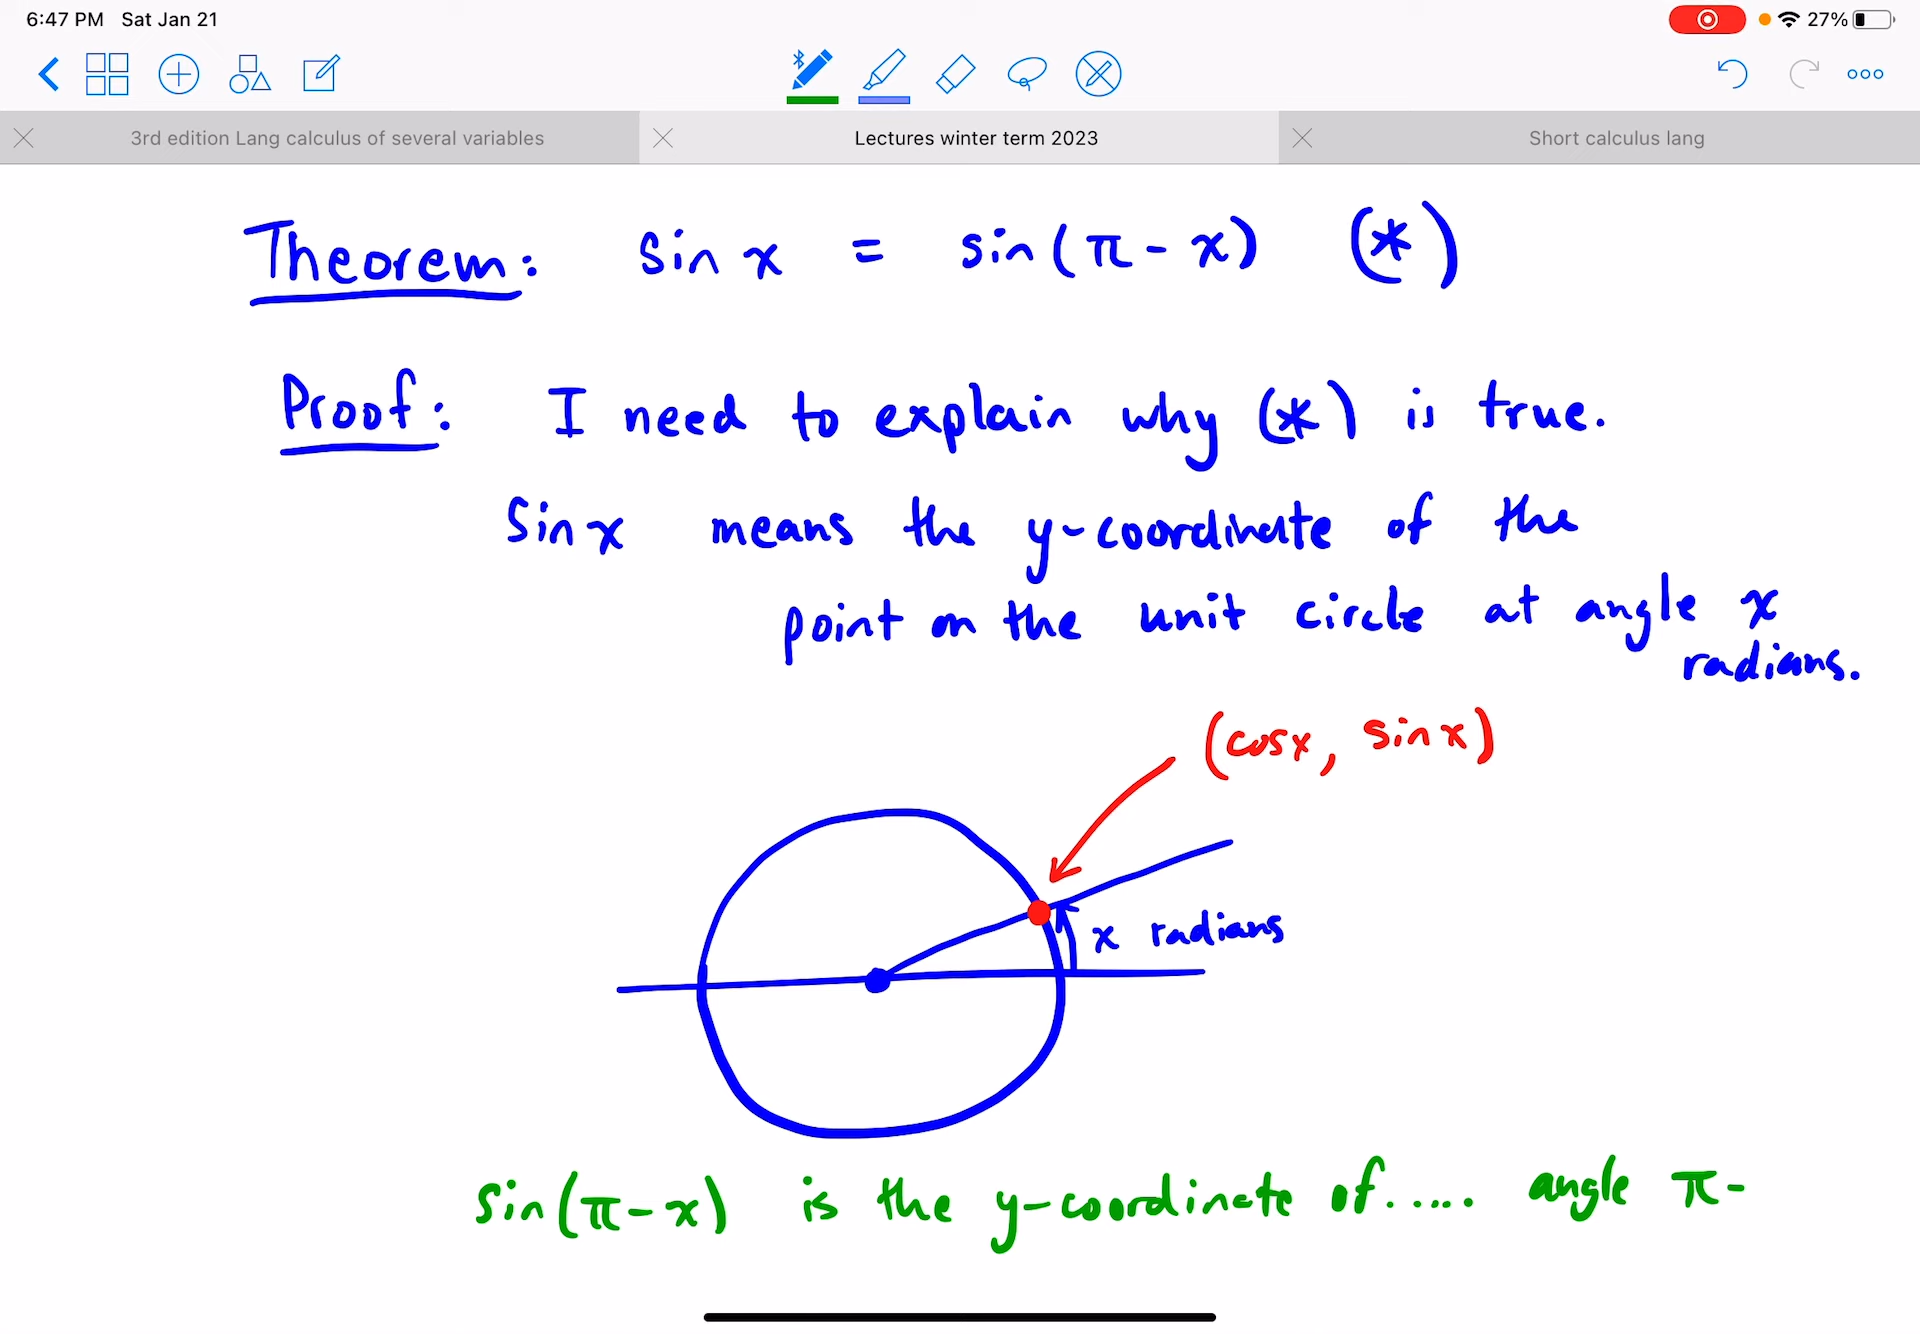 6:47 PM Sat Jan 21
27%
3rd edition Lang calculus of several variables
Lectures winter term 2023
Short calculus lang
Theorem: sin x = sin(π - x) (*)
Proof: I need to explain why (*) is true.
Sin x means the y-coordinate of the
point on the unit circle at angle x
radians.
(cosx, sinx)
x radians
Sin(π-x) is the y-coordinate of..... angle π-